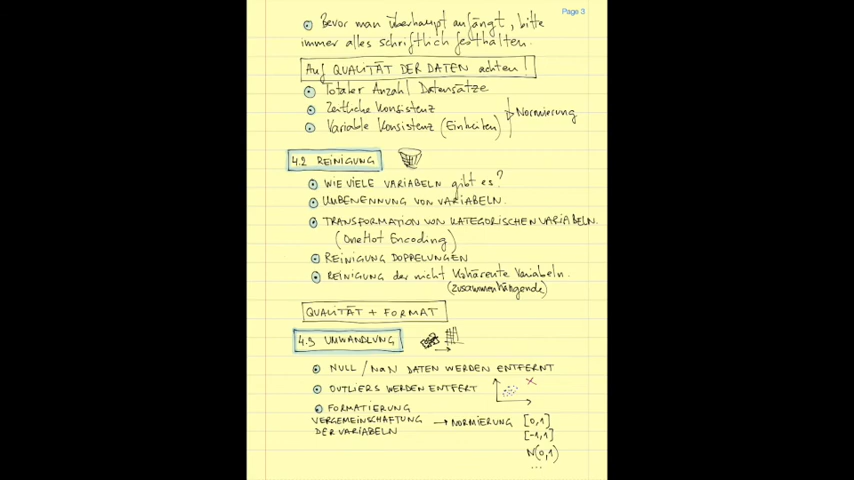 Page 3
Bevor man überhaupt anfängt, bitte
immer alles schriftlich festhalten.
Auf QUALITÄT DER DATEN achten!
Totaler Anzahl Datensätze
Zeitliche Konsistenz
Variable Konsistenz (Einheiten)
Normierung
4.2 REINIGUNG
WIE VIELE VARIABELN gibt es?
UMBENENNUNG VON VARIABELN.
TRANSFORMATION VON KATEGORISCHEN VARIABELN.
(OneHot Encoding)
REINIGUNG DOPPELUNGEN
REINIGUNG der nicht Kohärente Variabeln.
(zusammenhängende)
QUALITÄT + FORMAT
4.3 UMWANDLUNG
NULL / NaN DATEN WERDEN ENTFERNT
OUTLIERS WERDEN ENTFERT
FORMATIERUNG
VERGEMEINSCHAFTUNG → NORMIERUNG [0,1]
DER VARIABELN [-1,1]
N(0,1)
...